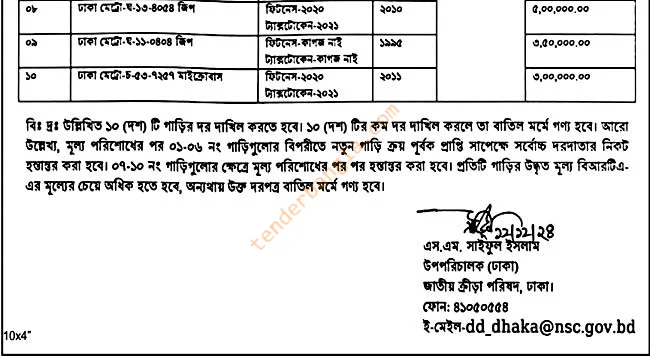 ০৮ ঢাকা মেট্রো-ঘ-১৩-৪০৫৪ জিপ ফিটনেস-২০২০ ২০১০ ৫,০০,০০০.০০
ট্যাক্সটোকেন-২০২১
০৯ ঢাকা মেট্রো-ঘ-১১-০৪০৪ জিপ ফিটনেস-কাগজ নাই ১৯৯৫ ৩,৫০,০০০.০০
ট্যাক্সটোকেন-কাগজ নাই
১০ ঢাকা মেট্রো-চ-৫৩-৭২৫৭ মাইক্রোবাস ফিটনেস-২০২০ ২০১১ ৩,০০,০০০.০০
ট্যাক্সটোকেন-২০২১
বিঃ দ্রঃ উল্লিখিত ১০ (দশ) টি গাড়ির দর দাখিল করতে হবে। ১০ (দশ) টির কম দর দাখিল করলে তা বাতিল মর্মে গণ্য হবে। আরো
উল্লেখ্য, মূল্য পরিশোধের পর ০১-০৬ নং গাড়িগুলোর বিপরীতে নতুন গাড়ি ক্রয় পূর্বক প্রাপ্তি সাপেক্ষে সর্বোচ্চ দরদাতার নিকট
হস্তান্তর করা হবে। ০৭-১০ নং গাড়িগুলোর ক্ষেত্রে মূল্য পরিশোধের পর পর হস্তান্তর করা হবে। প্রতিটি গাড়ির উদ্ধৃত মূল্য বিআরটিএ-
এর মূল্যের চেয়ে অধিক হতে হবে, অন্যথায় উক্ত দরপত্র বাতিল মর্মে গণ্য হবে।
১২/১২/২৪
এস.এম. সাইফুল ইসলাম
উপপরিচালক (ঢাকা)
জাতীয় ক্রীড়া পরিষদ, ঢাকা।
ফোন: ৪১০৫০৫৫৪
ই-মেইল-dd_dhaka@nsc.gov.bd
10x4"